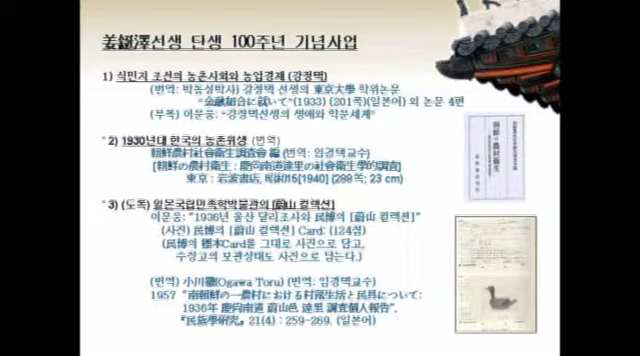 姜鋌澤선생 탄생 100주년 기념사업
1) 식민지 조선의 농촌사회와 농업경제 (강정택)
(번역: 박동성박사) 강정택 선생의 東京大學 학위논문
"金融組合に就いて"(1933) (201쪽)(일본어) 외 논문 4편
(부록) 이문웅: "강정택선생의 생애와 학문세계"
2) 1930년대 한국의 농촌위생 (번역)
朝鮮農村社會衛生調査會 編 (번역: 임경택교수)
[朝鮮の農村衛生 : 慶尙南道達里の社會衛生學的調査]
東京 : 岩波書店, 昭和15[1940] (288쪽; 23 cm)
3) (도록) 일본국립민족학박물관의 [蔚山 컬렉션]
이문웅: "1936년 울산 달리조사와 民博의 [蔚山 컬렉션]"
(사진) 民博의 [蔚山 컬렉션] Card: (124점)
(民博의 標本Card를 그대로 사진으로 담고,
수장고의 보관상태도 사진으로 담는다.)
(번역) 小川徹(Ogawa Toru) (번역: 임경택교수)
1957 "南朝鮮の一農村における村落生活と民具について:
1936年 慶尙南道 蔚山邑 達里 調査個人報告",
『民族學硏究』21(4) : 259-269. (일본어)
朝鮮の農村衛生